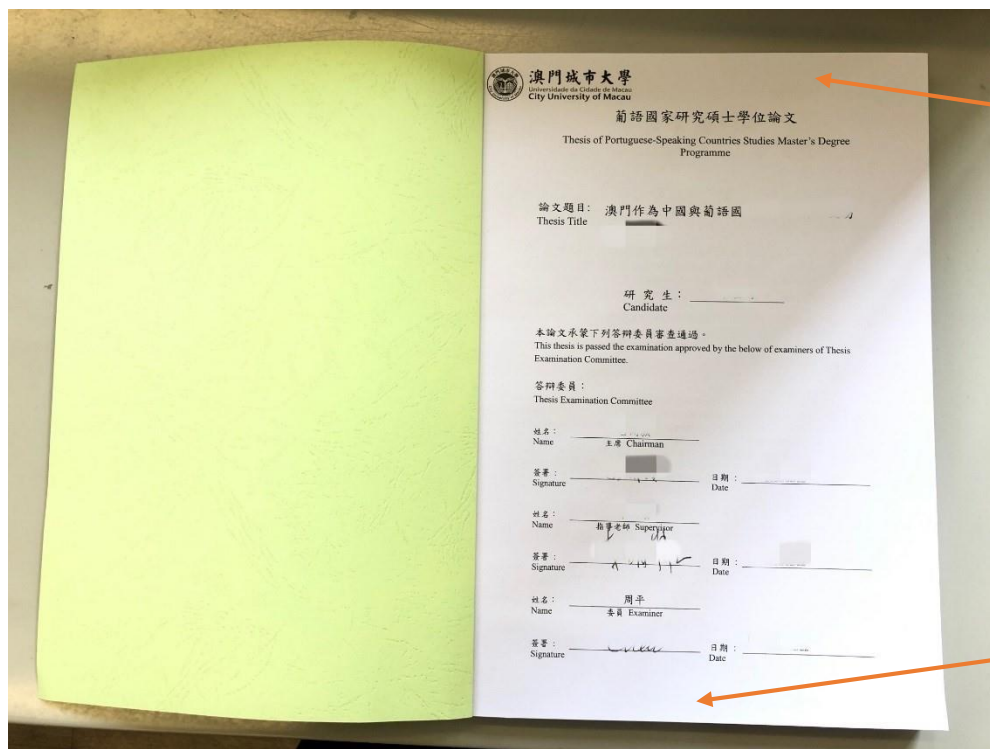 澳門城市大學
Universidade da Cidade de Macau
City University of Macau
葡語國家研究碩士學位論文
Thesis of Portuguese-Speaking Countries Studies Master's Degree
Programme
論文題目: 澳門作為中國與葡語國
Thesis Title
研 究 生：
Candidate
本論文承蒙下列答辯委員審查通過。
This thesis is passed the examination approved by the below of examiners of Thesis
Examination Committee.
答辯委員：
Thesis Examination Committee
姓名：
Name
主席 Chairman
簽署： 日期：
Signature Date
姓名：
Name
指導老師 Supervisor
簽署： 日期：
Signature Date
姓名： 周平
Name 委員 Examiner
簽署： 日期：
Signature Date